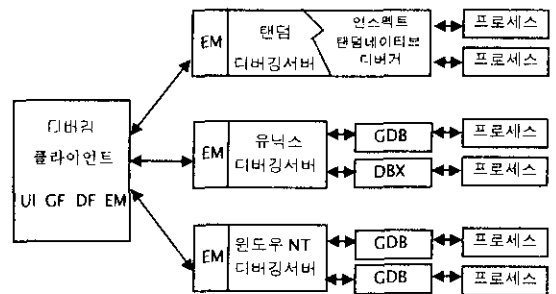 EM
탠덤
디버깅서버
인스펙트
탠덤네이티브
디버거
프로세스
프로세스
디버깅
클라이언트
UI GF DF EM
EM
유닉스
디버깅서버
GDB
DBX
프로세스
프로세스
EM
윈도우 NT
디버깅서버
GDB
GDB
프로세스
프로세스